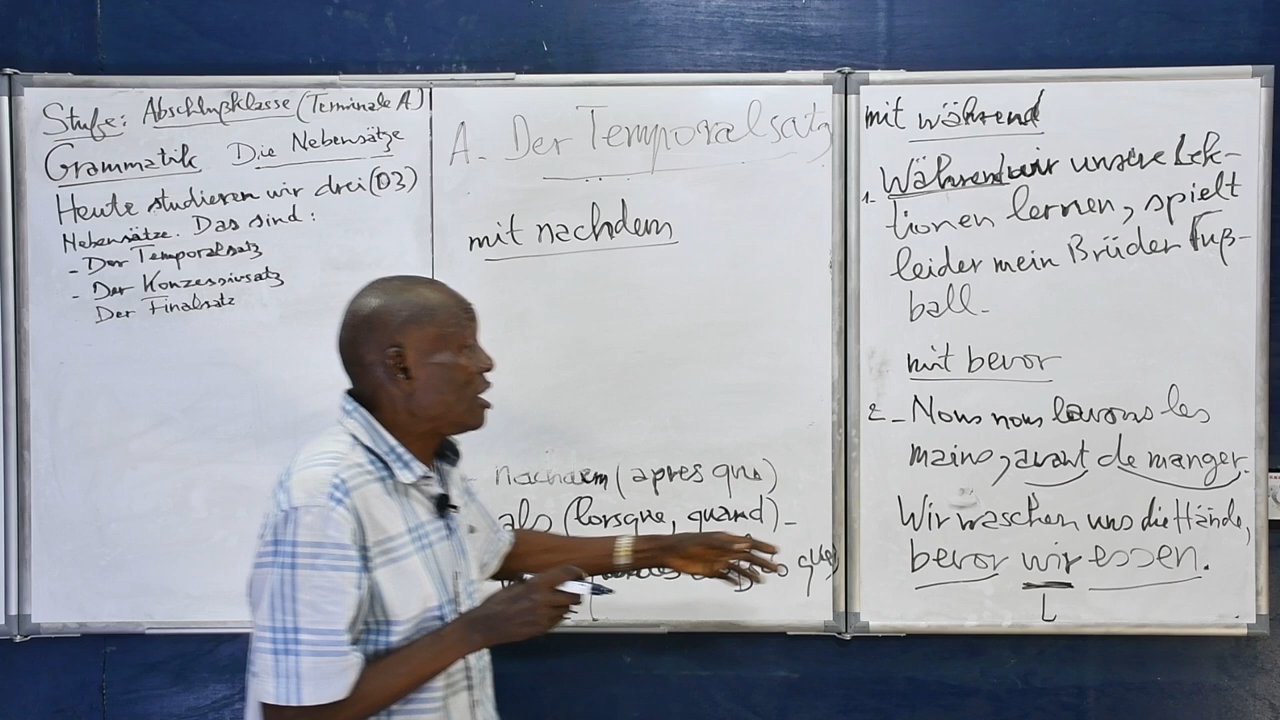 Stufe: Abschlußklasse (Terminale A)
Grammatik Die Nebensätze
Heute studieren wir drei (03)
Nebensätze. Das sind:
- Der Temporalsatz
- Der Konzessivsatz
Der Finalsatz
A - Der Temporalsatz
mit nachdem
- nachdem (après que)
als (lorsque, quand) -
que)
mit während
1- Während wir unsere Lek-
tionen lernen, spielt
leider mein Brüder Fuß-
ball.
mit bevor
2 - Nous nous lavons les
mains, avant de manger.
Wir waschen uns die Hände,
bevor wir essen.